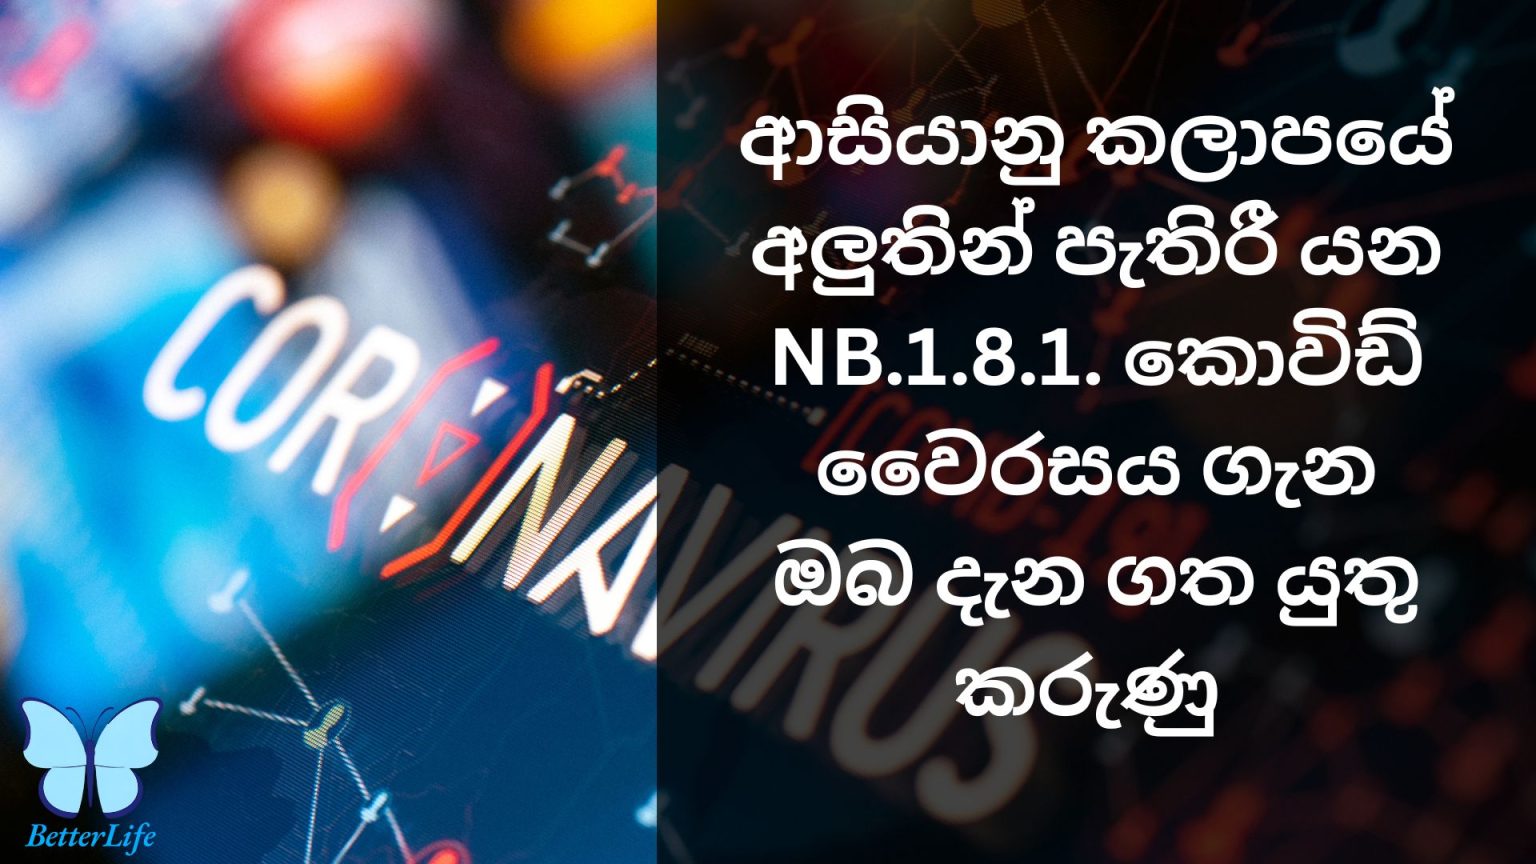 CORONAVIRUS
ආසියානු කලාපයේ
අලුතින් පැතිරී යන
NB.1.8.1. කොවිඩ්
වෛරසය ගැන
ඔබ දැන ගත යුතු
කරුණු
BetterLife